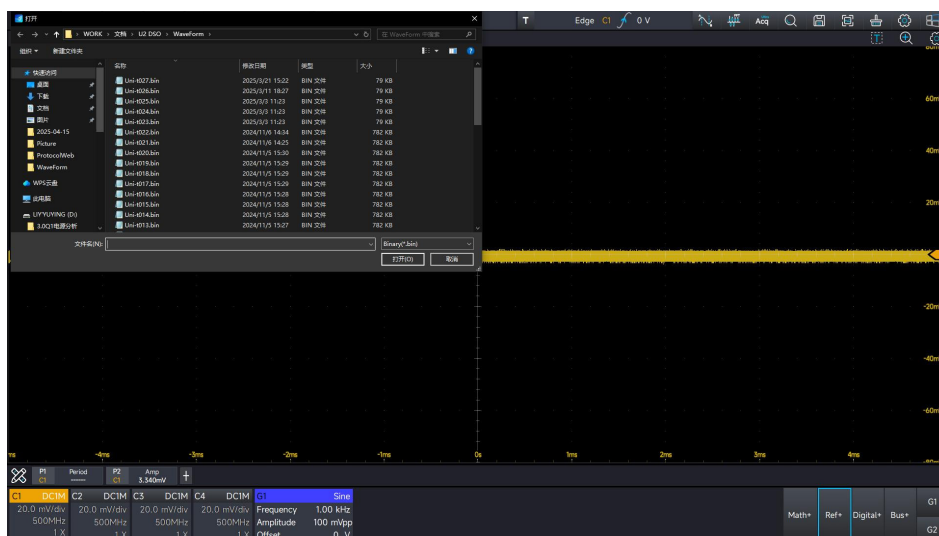 打开
T Edge C1 0 V Acq
WORK › 文档 › U2 DSO › WaveForm ›
在 WaveForm 中搜索
组织 新建文件夹
名称 修改日期 类型 大小
快速访问
桌面
下载
文档
图片
2025-04-15
Picture
ProtocolWeb
WaveForm
WPS云盘
此电脑
LIY'YUYING (D:)
3.0Q1电源分析
Uni-t027.bin 2025/3/21 15:22 BIN 文件 79 KB
Uni-t026.bin 2025/3/11 18:27 BIN 文件 79 KB
Uni-t025.bin 2025/3/3 11:23 BIN 文件 79 KB
Uni-t024.bin 2025/3/3 11:23 BIN 文件 79 KB
Uni-t023.bin 2025/3/3 11:23 BIN 文件 79 KB
Uni-t022.bin 2024/11/6 14:34 BIN 文件 782 KB
Uni-t021.bin 2024/11/6 14:25 BIN 文件 782 KB
Uni-t020.bin 2024/11/5 15:30 BIN 文件 782 KB
Uni-t019.bin 2024/11/5 15:29 BIN 文件 782 KB
Uni-t018.bin 2024/11/5 15:29 BIN 文件 782 KB
Uni-t017.bin 2024/11/5 15:29 BIN 文件 782 KB
Uni-t016.bin 2024/11/5 15:28 BIN 文件 782 KB
Uni-t015.bin 2024/11/5 15:28 BIN 文件 782 KB
Uni-t014.bin 2024/11/5 15:28 BIN 文件 782 KB
Uni-t013.bin 2024/11/5 15:27 BIN 文件 782 KB
文件名(N): Binary(*.bin)
打开(O) 取消
60m
40m
20m
-20m
-40m
-60m
-4ms -3ms -2ms -1ms 0s 1ms 2ms 3ms 4ms
P1 Period P2 Amp
C1 ---- C1 3.340mV
C1 DC1M C2 DC1M C3 DC1M C4 DC1M G1 Sine
20.0 mV/div 20.0 mV/div 20.0 mV/div 20.0 mV/div Frequency 1.00 kHz
500MHz 500MHz 500MHz 500MHz Amplitude 100 mVpp
1 X 1 X 1 X 1 X Offset 0 V
Math+ Ref+ Digital+ Bus+
G1
G2